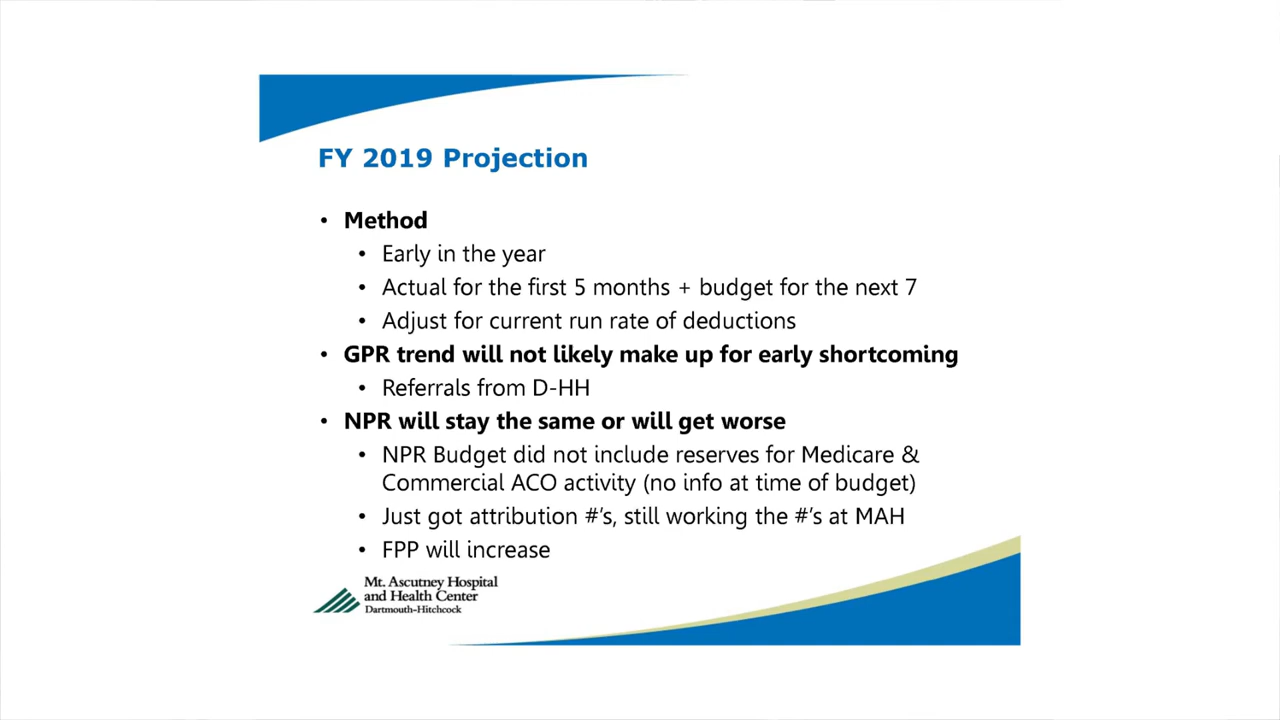 FY 2019 Projection
• Method
• Early in the year
• Actual for the first 5 months + budget for the next 7
• Adjust for current run rate of deductions
• GPR trend will not likely make up for early shortcoming
• Referrals from D-HH
• NPR will stay the same or will get worse
• NPR Budget did not include reserves for Medicare &
Commercial ACO activity (no info at time of budget)
• Just got attribution #’s, still working the #’s at MAH
• FPP will increase
Mt. Ascutney Hospital
and Health Center
Dartmouth-Hitchcock